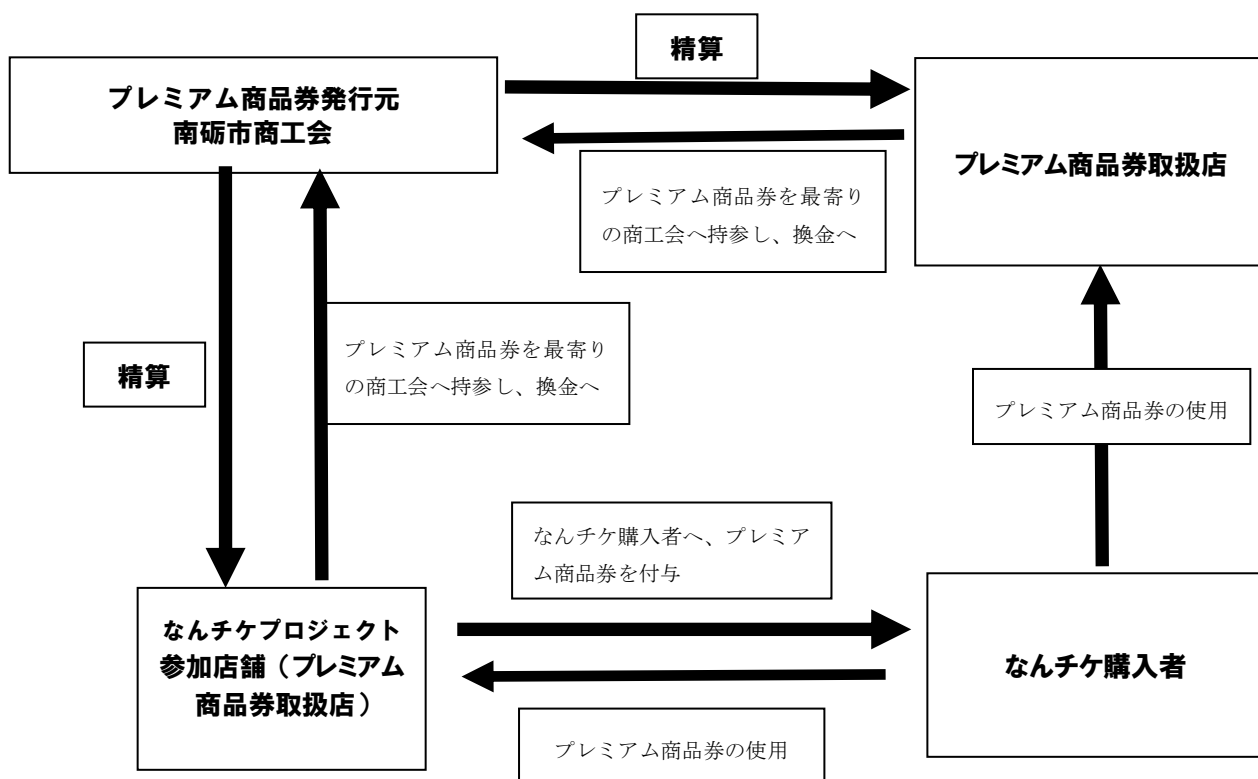 精算
プレミアム商品券発行元
南砺市商工会
プレミアム商品券取扱店
プレミアム商品券を最寄り
の商工会へ持参し、換金へ
プレミアム商品券を最寄り
の商工会へ持参し、換金へ
精算
プレミアム商品券の使用
なんチケ購入者へ、プレミア
ム商品券を付与
なんチケプロジェクト
参加店舗（プレミアム
商品券取扱店）
なんチケ購入者
プレミアム商品券の使用